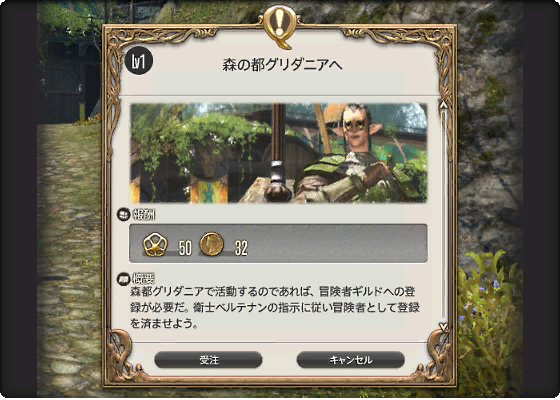 Lv1
森の都グリダニアへ
報酬
50 32
概要
森都グリダニアで活動するのであれば、冒険者ギルドへの登
録が必要だ。衛士ベルテナンの指示に従い冒険者として登録
を済ませよう。
受注 キャンセル